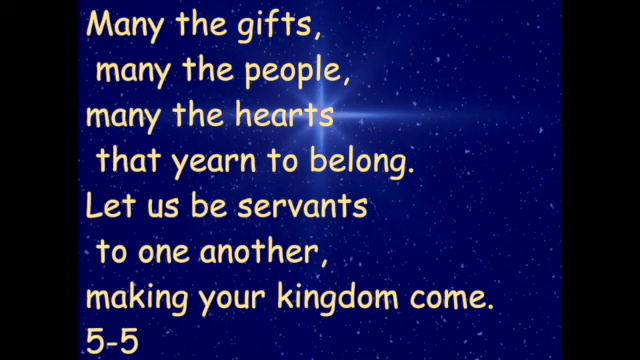 Many the gifts,
many the people,
many the hearts
that yearn to belong.
Let us be servants
to one another,
making your kingdom come.
5-5